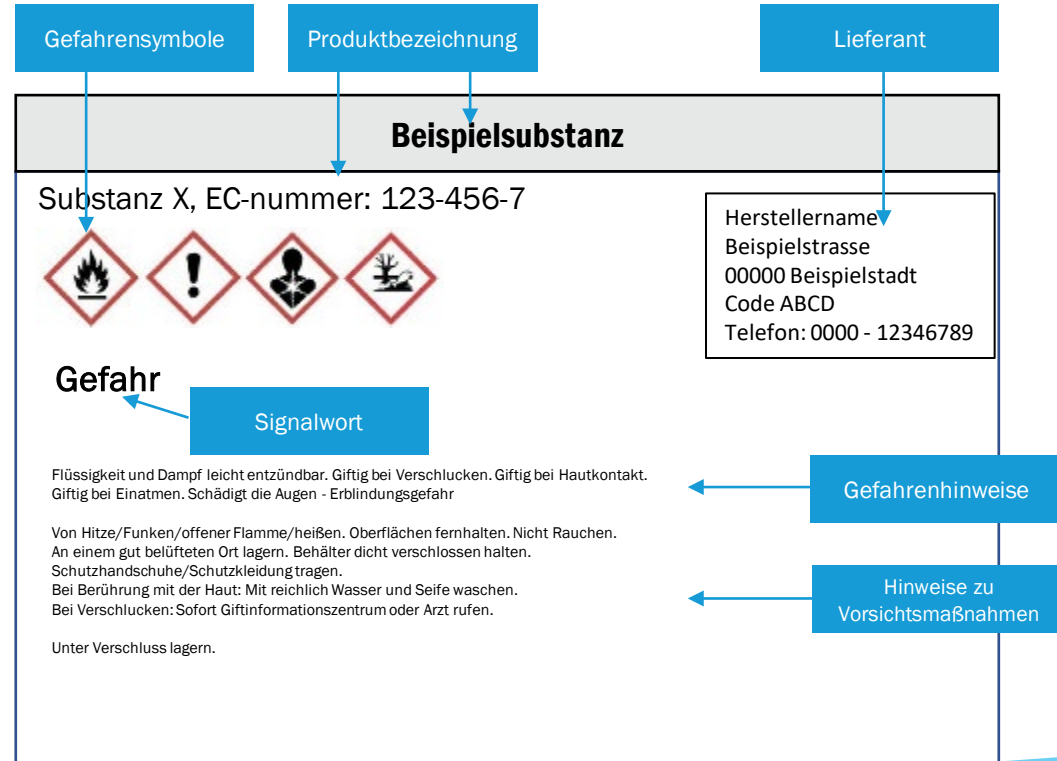 Gefahrensymbole
Produktbezeichnung
Lieferant
Beispielsubstanz
Substanz X, EC-nummer: 123-456-7
Herstellername
Beispielstrasse
00000 Beispielstadt
Code ABCD
Telefon: 0000 - 12346789
Gefahr
Signalwort
Flüssigkeit und Dampf leicht entzündbar. Giftig bei Verschlucken. Giftig bei Hautkontakt.
Giftig bei Einatmen. Schädigt die Augen - Erblindungsgefahr
Gefahrenhinweise
Von Hitze/Funken/offener Flamme/heißen. Oberflächen fernhalten. Nicht Rauchen.
An einem gut belüfteten Ort lagern. Behälter dicht verschlossen halten.
Schutzhandschuhe/Schutzkleidung tragen.
Bei Berührung mit der Haut: Mit reichlich Wasser und Seife waschen.
Bei Verschlucken: Sofort Giftinformationszentrum oder Arzt rufen.
Hinweise zu
Vorsichtsmaßnahmen
Unter Verschluss lagern.